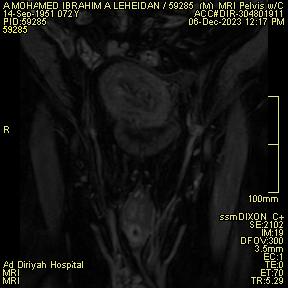 A MOHAMED IBRAHIM A LEHEIDAN / 59285 (M) MRI Pelvis w/C
14-Sep-1951 072Y ACC#DIR-304801911
PID:59285 06-Dec-2023 12:17 PM
59285
R
100mm
ssmDIXON C+
SE:2102
IM:19
DFOV:300
3.5mm
EC:1
Ad Diriyah Hospital TE:0
MRI ET:70
MRI TR:5.29